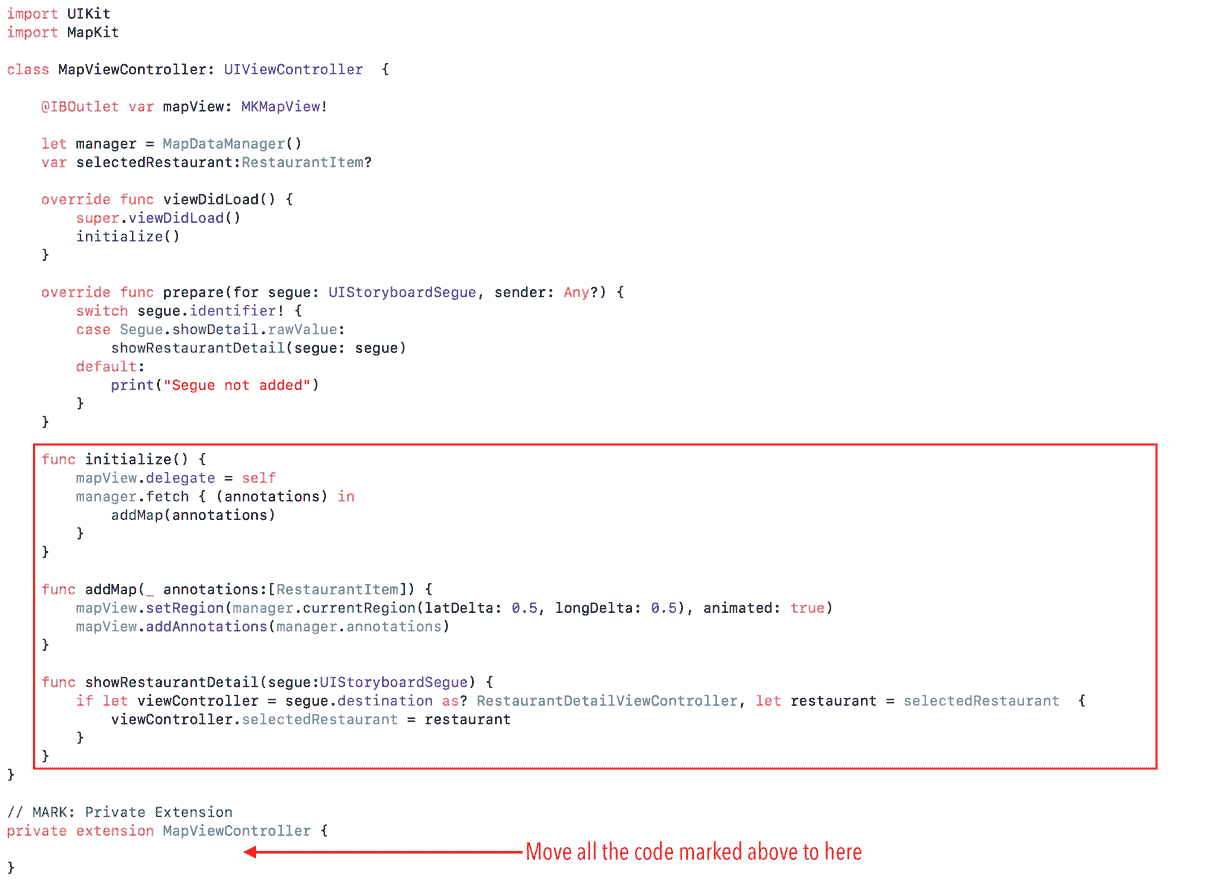 import UIKit
import MapKit
class MapViewController: UIViewController  {
@IBOutlet var mapView: MKMapView!
let manager = MapDataManager()
var selectedRestaurant:RestaurantItem?
override func viewDidLoad() {
super.viewDidLoad()
initialize()
}
override func prepare(for segue: UIStoryboardSegue, sender: Any?) {
switch segue.identifier! {
case Segue.showDetail.rawValue:
showRestaurantDetail(segue: segue)
default:
print("Segue not added")
}
}
func initialize() {
mapView.delegate = self
manager.fetch { (annotations) in
addMap(annotations)
}
}
func addMap(_ annotations:[RestaurantItem]) {
mapView.setRegion(manager.currentRegion(latDelta: 0.5, longDelta: 0.5), animated: true)
mapView.addAnnotations(manager.annotations)
}
func showRestaurantDetail(segue:UIStoryboardSegue) {
if let viewController = segue.destination as? RestaurantDetailViewController, let restaurant = selectedRestaurant  {
viewController.selectedRestaurant = restaurant
}
}
}
// MARK: Private Extension
private extension MapViewController {
Move all the code marked above to here
}